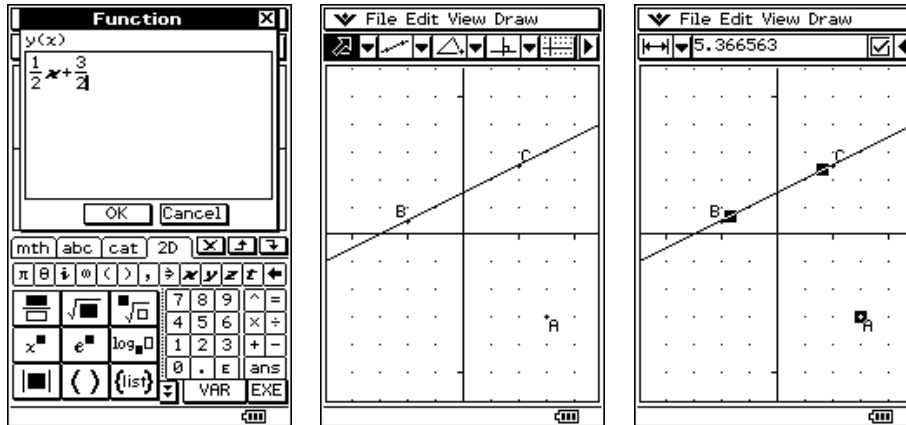 Function X
y(x)
1/2 x+3/2
OK Cancel
mth abc cat 2D
π θ i ∞ ( ) , ⇒ x y z t ←
7 8 9 ^ =
4 5 6 × ÷
1 2 3 + −
0 . E ans
x■ e■ log■□
|■| ( ) {list}
VAR EXE
File Edit View Draw
C
B
A
File Edit View Draw
5.366563
C
B
A